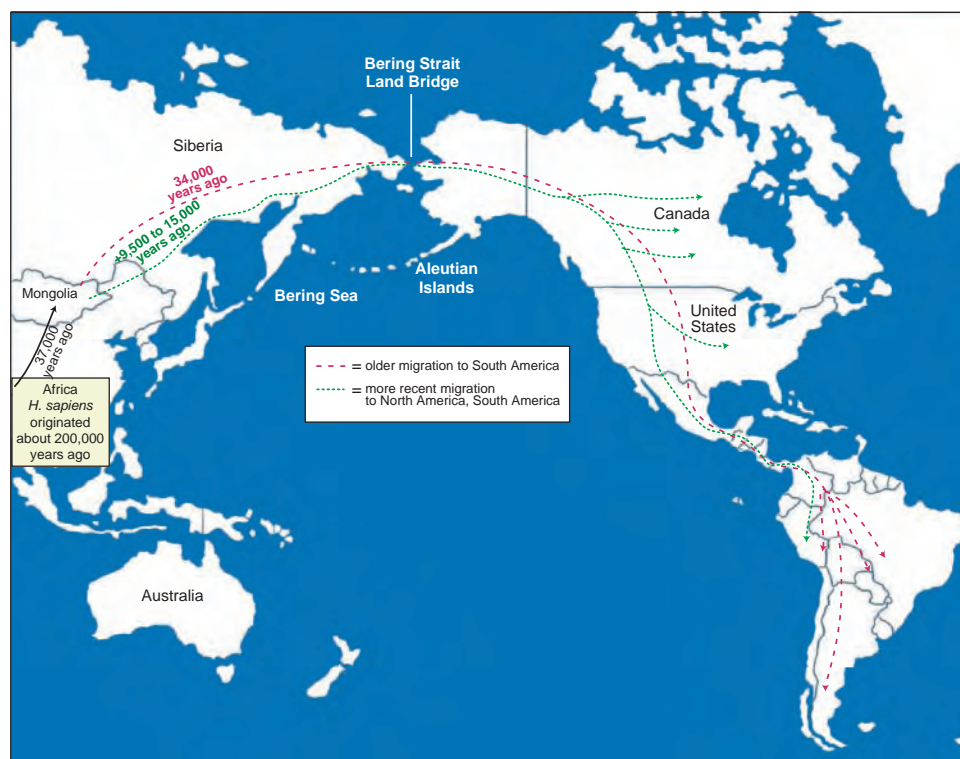 Bering Strait
Land Bridge
Siberia
34,000
years ago
+9,500 to 15,000
years ago
Canada
Aleutian
Islands
Bering Sea
Mongolia
United
States
37,000
years ago
= older migration to South America
= more recent migration
to North America, South America
Africa
H. sapiens
originated
about 200,000
years ago
Australia